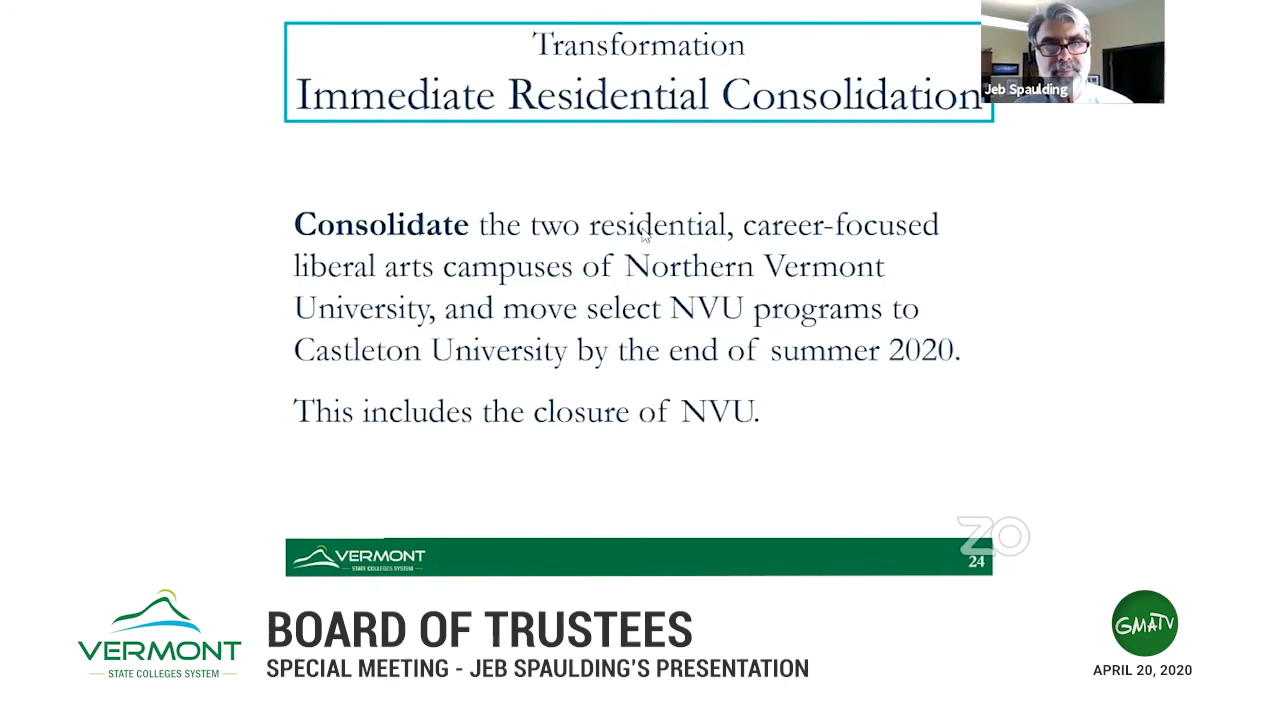 Transformation
Immediate Residential Consolidation
Jeb Spaulding
Consolidate the two residential, career-focused
liberal arts campuses of Northern Vermont
University, and move select NVU programs to
Castleton University by the end of summer 2020.
This includes the closure of NVU.
VERMONT
STATE COLLEGES SYSTEM
ZO
24
VERMONT
STATE COLLEGES SYSTEM
BOARD OF TRUSTEES
SPECIAL MEETING - JEB SPAULDING'S PRESENTATION
GMATV
APRIL 20, 2020